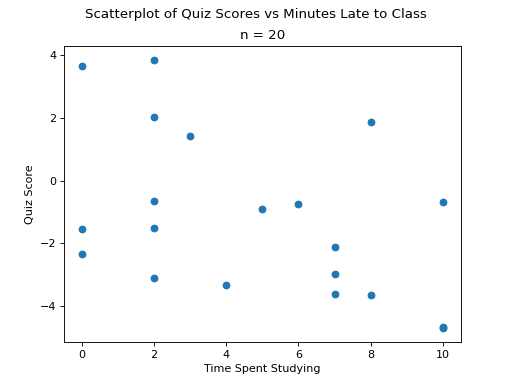 Scatterplot of Quiz Scores vs Minutes Late to Class
n = 20
4
2
0
−2
−4
Quiz Score
0 2 4 6 8 10
Time Spent Studying